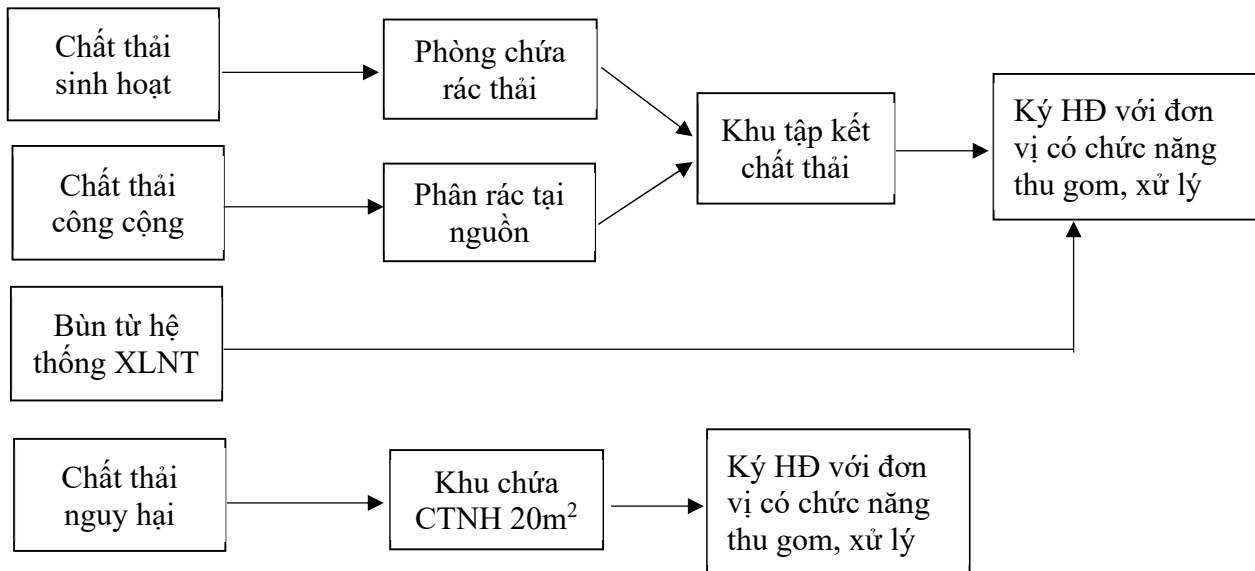 Chất thải
sinh hoạt
Phòng chứa
rác thải
Khu tập kết
chất thải
Ký HĐ với đơn
vị có chức năng
thu gom, xử lý
Chất thải
công cộng
Phân rác tại
nguồn
Bùn từ hệ
thống XLNT
Chất thải
nguy hại
Khu chứa
CTNH 20m²
Ký HĐ với đơn
vị có chức năng
thu gom, xử lý